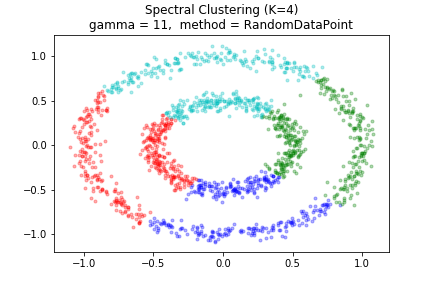 Spectral Clustering (K=4)
gamma = 11,  method = RandomDataPoint
1.0
0.5
0.0
−0.5
−1.0
−1.0 −0.5 0.0 0.5 1.0